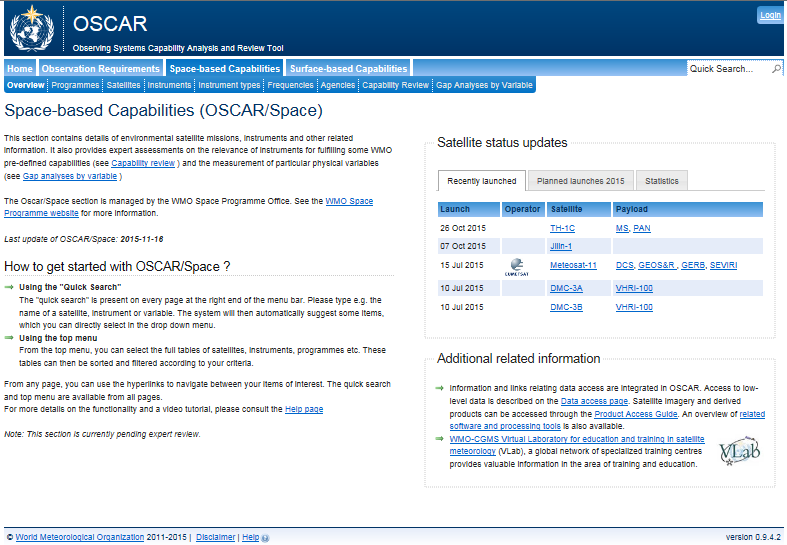 OSCAR
Observing Systems Capability Analysis and Review Tool
Login
Home Observation Requirements Space-based Capabilities Surface-based Capabilities Quick Search...
Overview Programmes Satellites Instruments Instrument types Frequencies Agencies Capability Review Gap Analyses by Variable
Space-based Capabilities (OSCAR/Space)
This section contains details of environmental satellite missions, instruments and other related
information. It also provides expert assessments on the relevance of instruments for fulfilling some WMO
pre-defined capabilities (see Capability review ) and the measurement of particular physical variables
(see Gap analyses by variable )
The Oscar/Space section is managed by the WMO Space Programme Office. See the WMO Space
Programme website for more information.
Last update of OSCAR/Space: 2015-11-16
How to get started with OSCAR/Space ?
Using the "Quick Search"
The "quick search" is present on every page at the right end of the menu bar. Please type e.g. the
name of a satellite, instrument or variable. The system will then automatically suggest some items,
which you can directly select in the drop down menu.
Using the top menu
From the top menu, you can select the full tables of satellites, instruments, programmes etc. These
tables can then be sorted and filtered according to your criteria.
From any page, you can use the hyperlinks to navigate between your items of interest. The quick search
and top menu are available from all pages.
For more details on the functionality and a video tutorial, please consult the Help page
Note: This section is currently pending expert review.
Satellite status updates
Recently launched Planned launches 2015 Statistics
Launch Operator Satellite Payload
26 Oct 2015 TH-1C MS, PAN
07 Oct 2015 Jilin-1
15 Jul 2015 EUMETSAT Meteosat-11 DCS, GEOS&R , GERB, SEVIRI
10 Jul 2015 DMC-3A VHRI-100
10 Jul 2015 DMC-3B VHRI-100
Additional related information
Information and links relating data access are integrated in OSCAR. Access to low-
level data is described on the Data access page. Satellite imagery and derived
products can be accessed through the Product Access Guide. An overview of related
software and processing tools is also available.
WMO-CGMS Virtual Laboratory for education and training in satellite
meteorology (VLab), a global network of specialized training centres
provides valuable information in the area of training and education.
VLab
© World Meteorological Organization 2011-2015 | Disclaimer | Help version 0.9.4.2